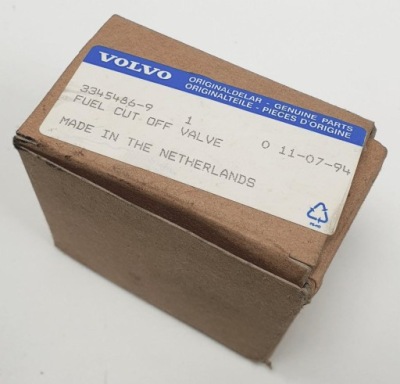 VOLVO
ORIGINALDELAR - GENUINE PARTS
ORIGINALTEILE - PIECES D'ORIGINE
3345486-9 1 0 11-07-94
FUEL CUT OFF VALVE
MADE IN THE NETHERLANDS